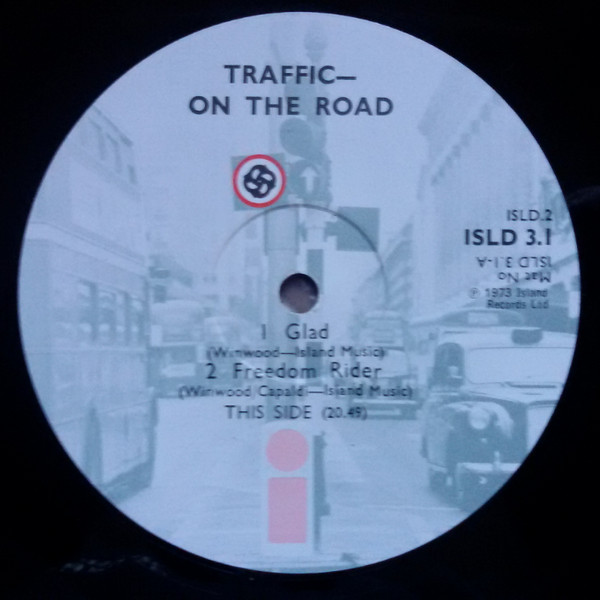 TRAFFIC—
ON THE ROAD
ISLD.2
ISLD 3.1
Mat No
ISLD 3.1-A
℗ 1973 Island
Records Ltd
1 Glad
(Winwood—Island Music)
2 Freedom Rider
(Winwood/Capaldi—Island Music)
THIS SIDE (20.49)
i